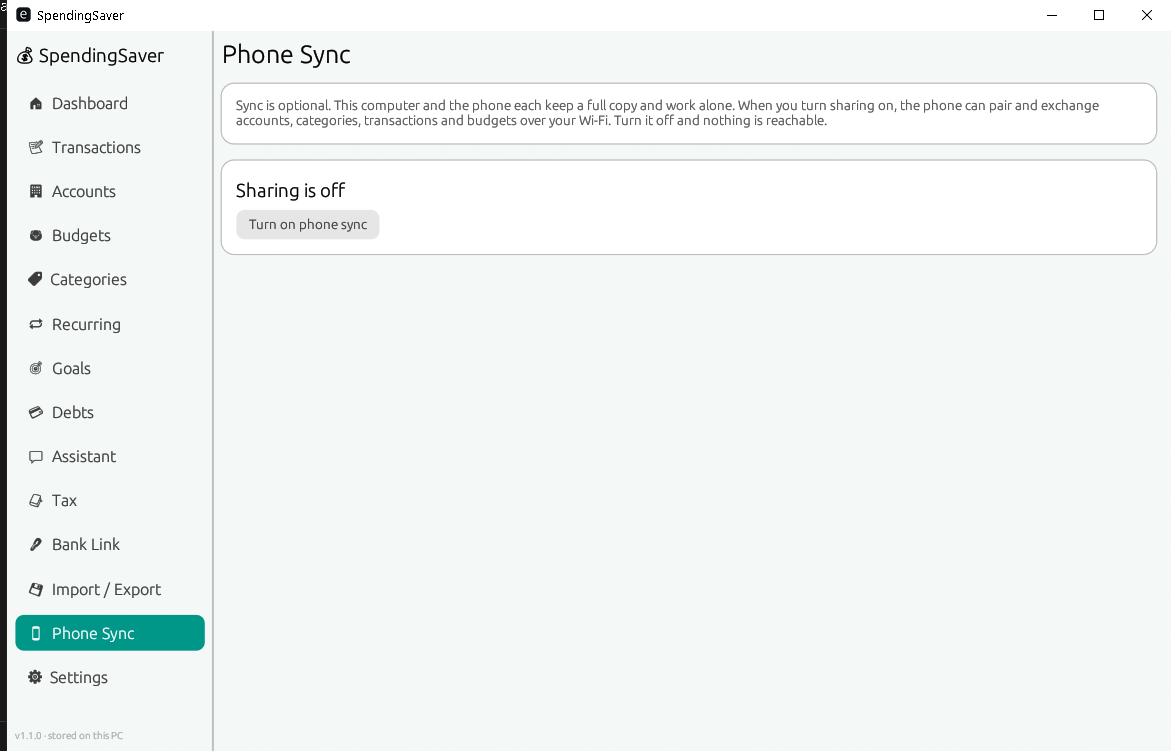 SpendingSaver
SpendingSaver
Dashboard
Transactions
Accounts
Budgets
Categories
Recurring
Goals
Debts
Assistant
Tax
Bank Link
Import / Export
Phone Sync
Settings
v1.1.0 · stored on this PC
Phone Sync
Sync is optional. This computer and the phone each keep a full copy and work alone. When you turn sharing on, the phone can pair and exchange
accounts, categories, transactions and budgets over your Wi-Fi. Turn it off and nothing is reachable.
Sharing is off
Turn on phone sync